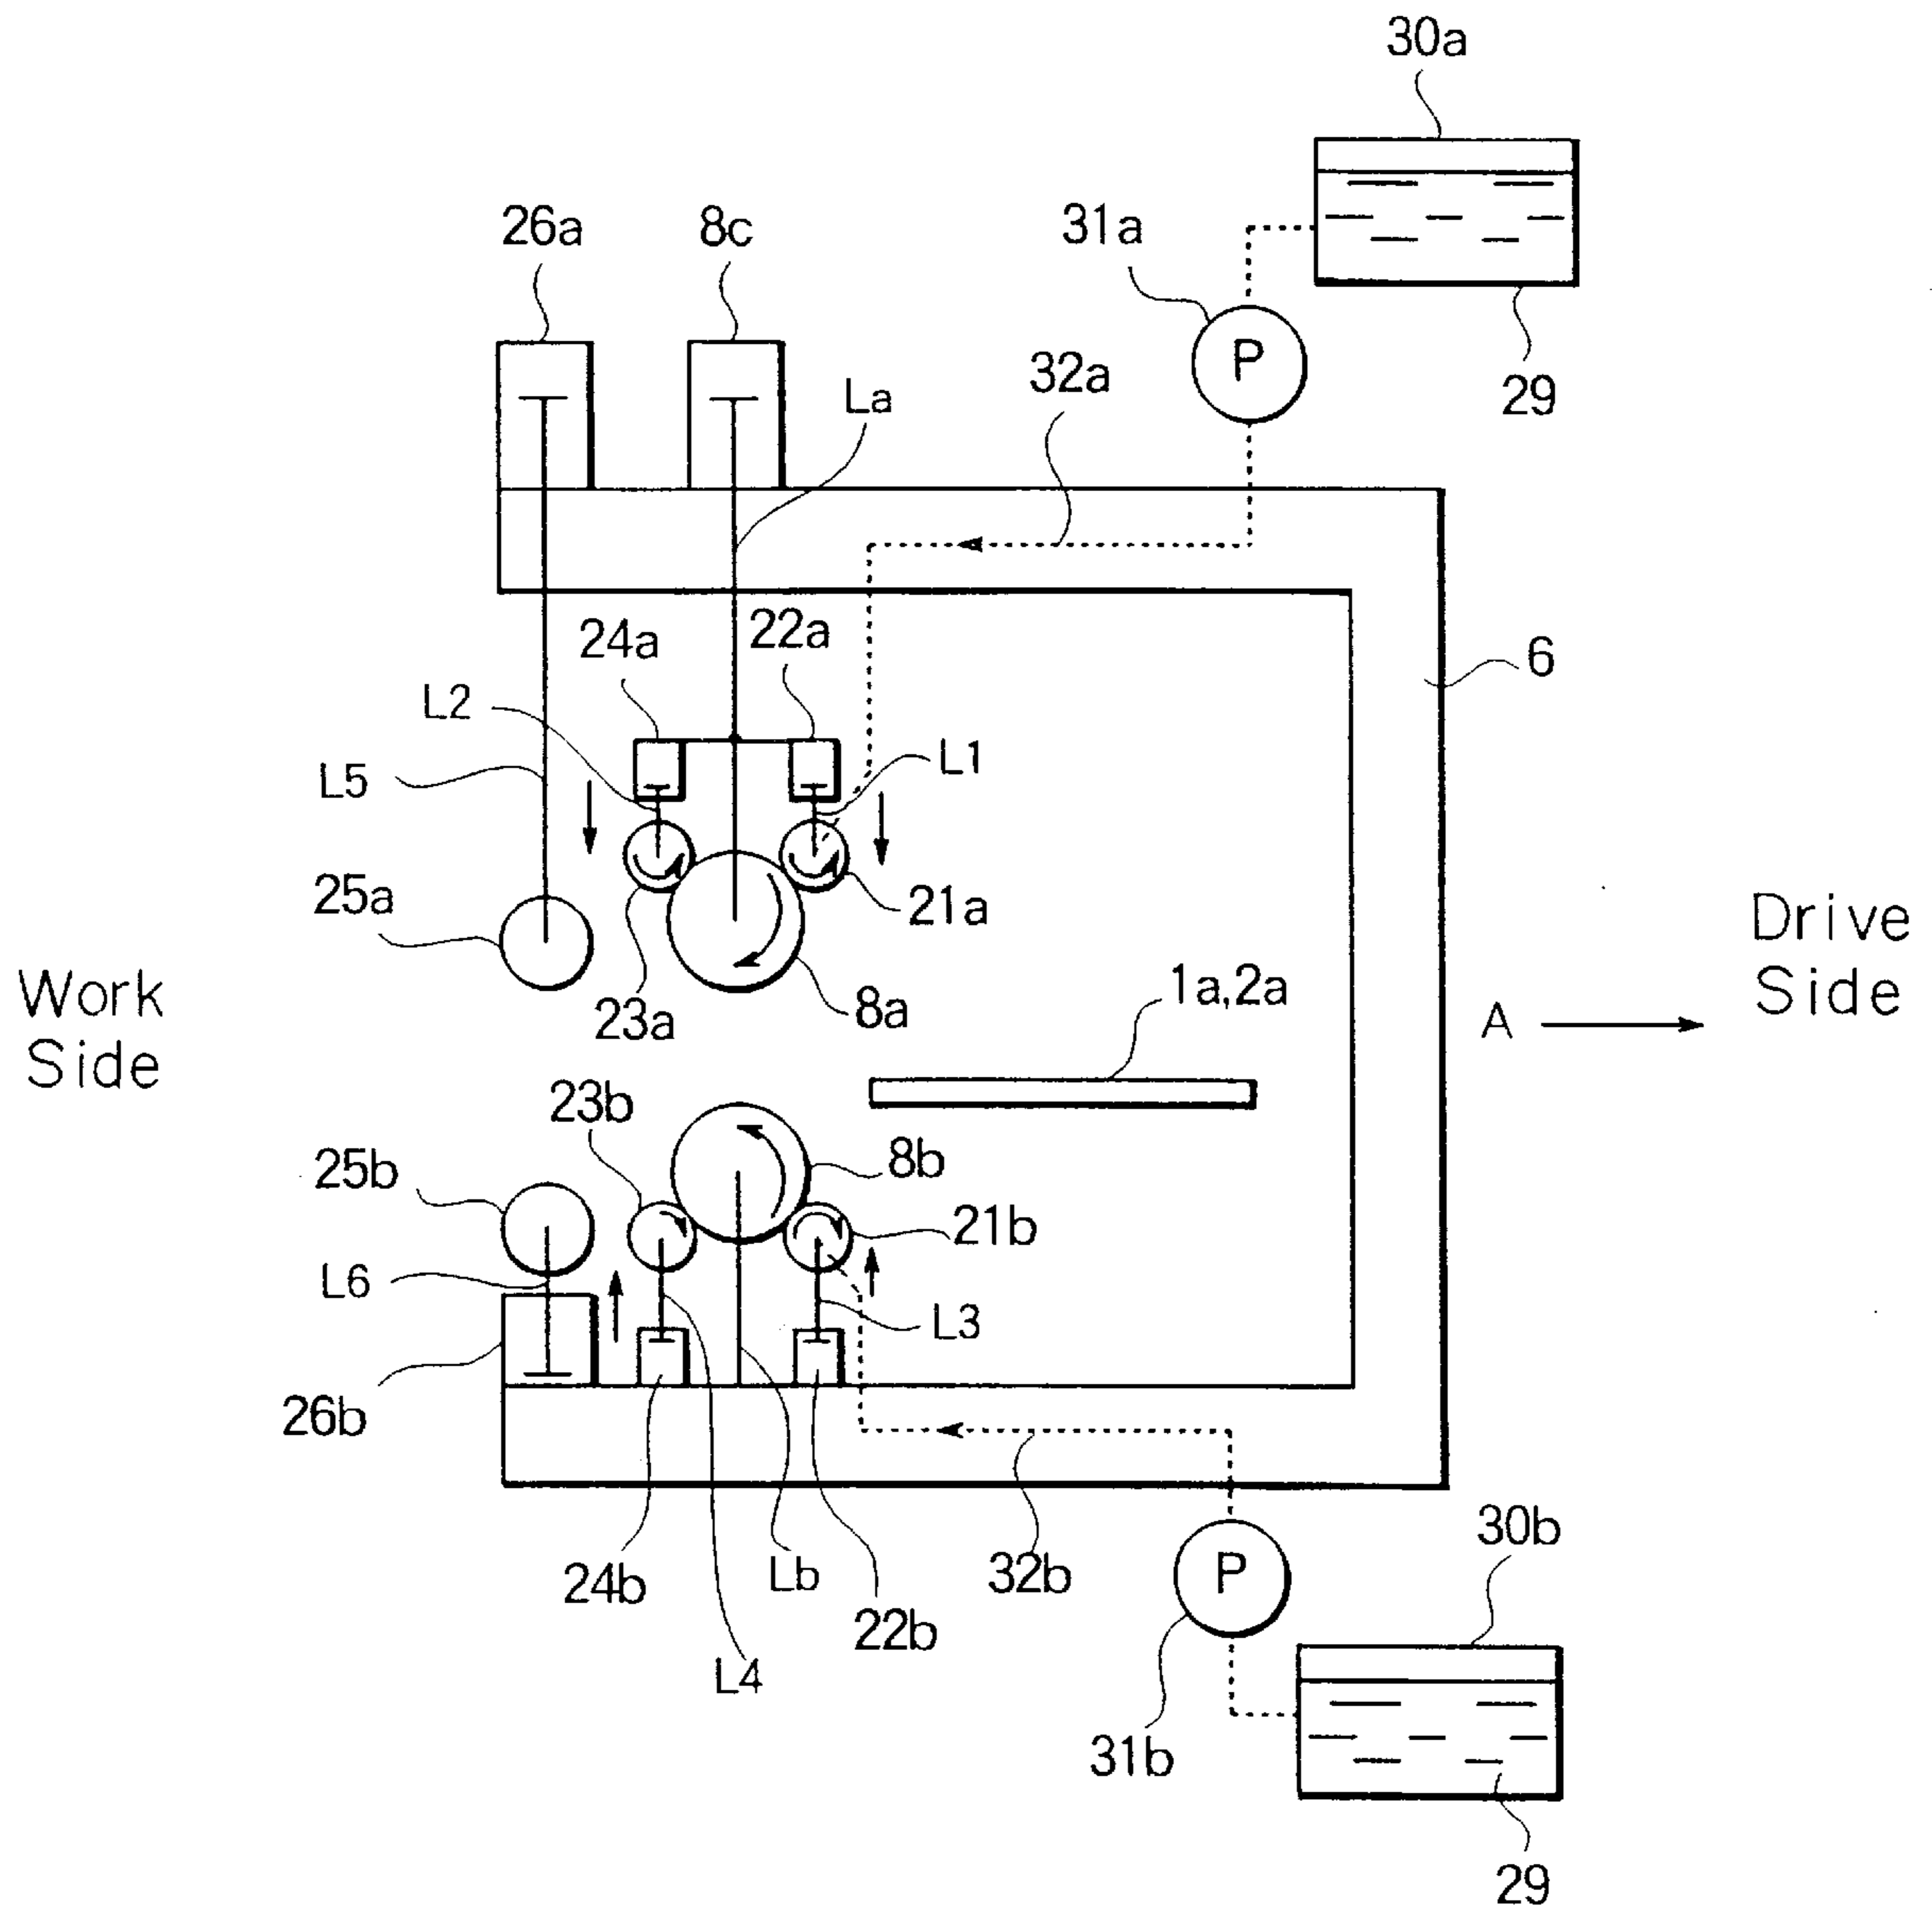 30a
26a
8c
31a
P
29
32a
La
24a
22a
6
L2
L1
L5
25a
21a
Drive
Side
Work
Side
23a
8a
1a,2a
A
23b
25b
8b
21b
L6
L3
26b
30b
24b
Lb
32b
P
22b
L4
31b
29